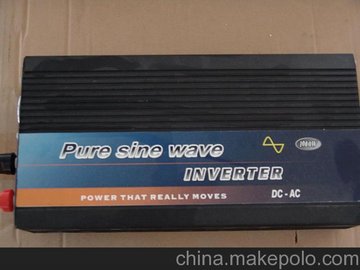 Pure sine wave
INVERTER
POWER THAT REALLY MOVES
DC - AC
china.makepolo.com